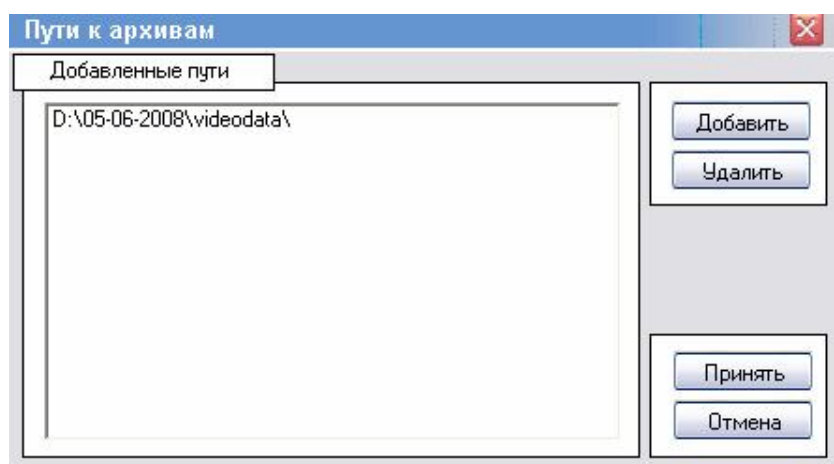 Пути к архивам
Добавленные пути
D:\05-06-2008\videodata\
Добавить
Удалить
Принять
Отмена